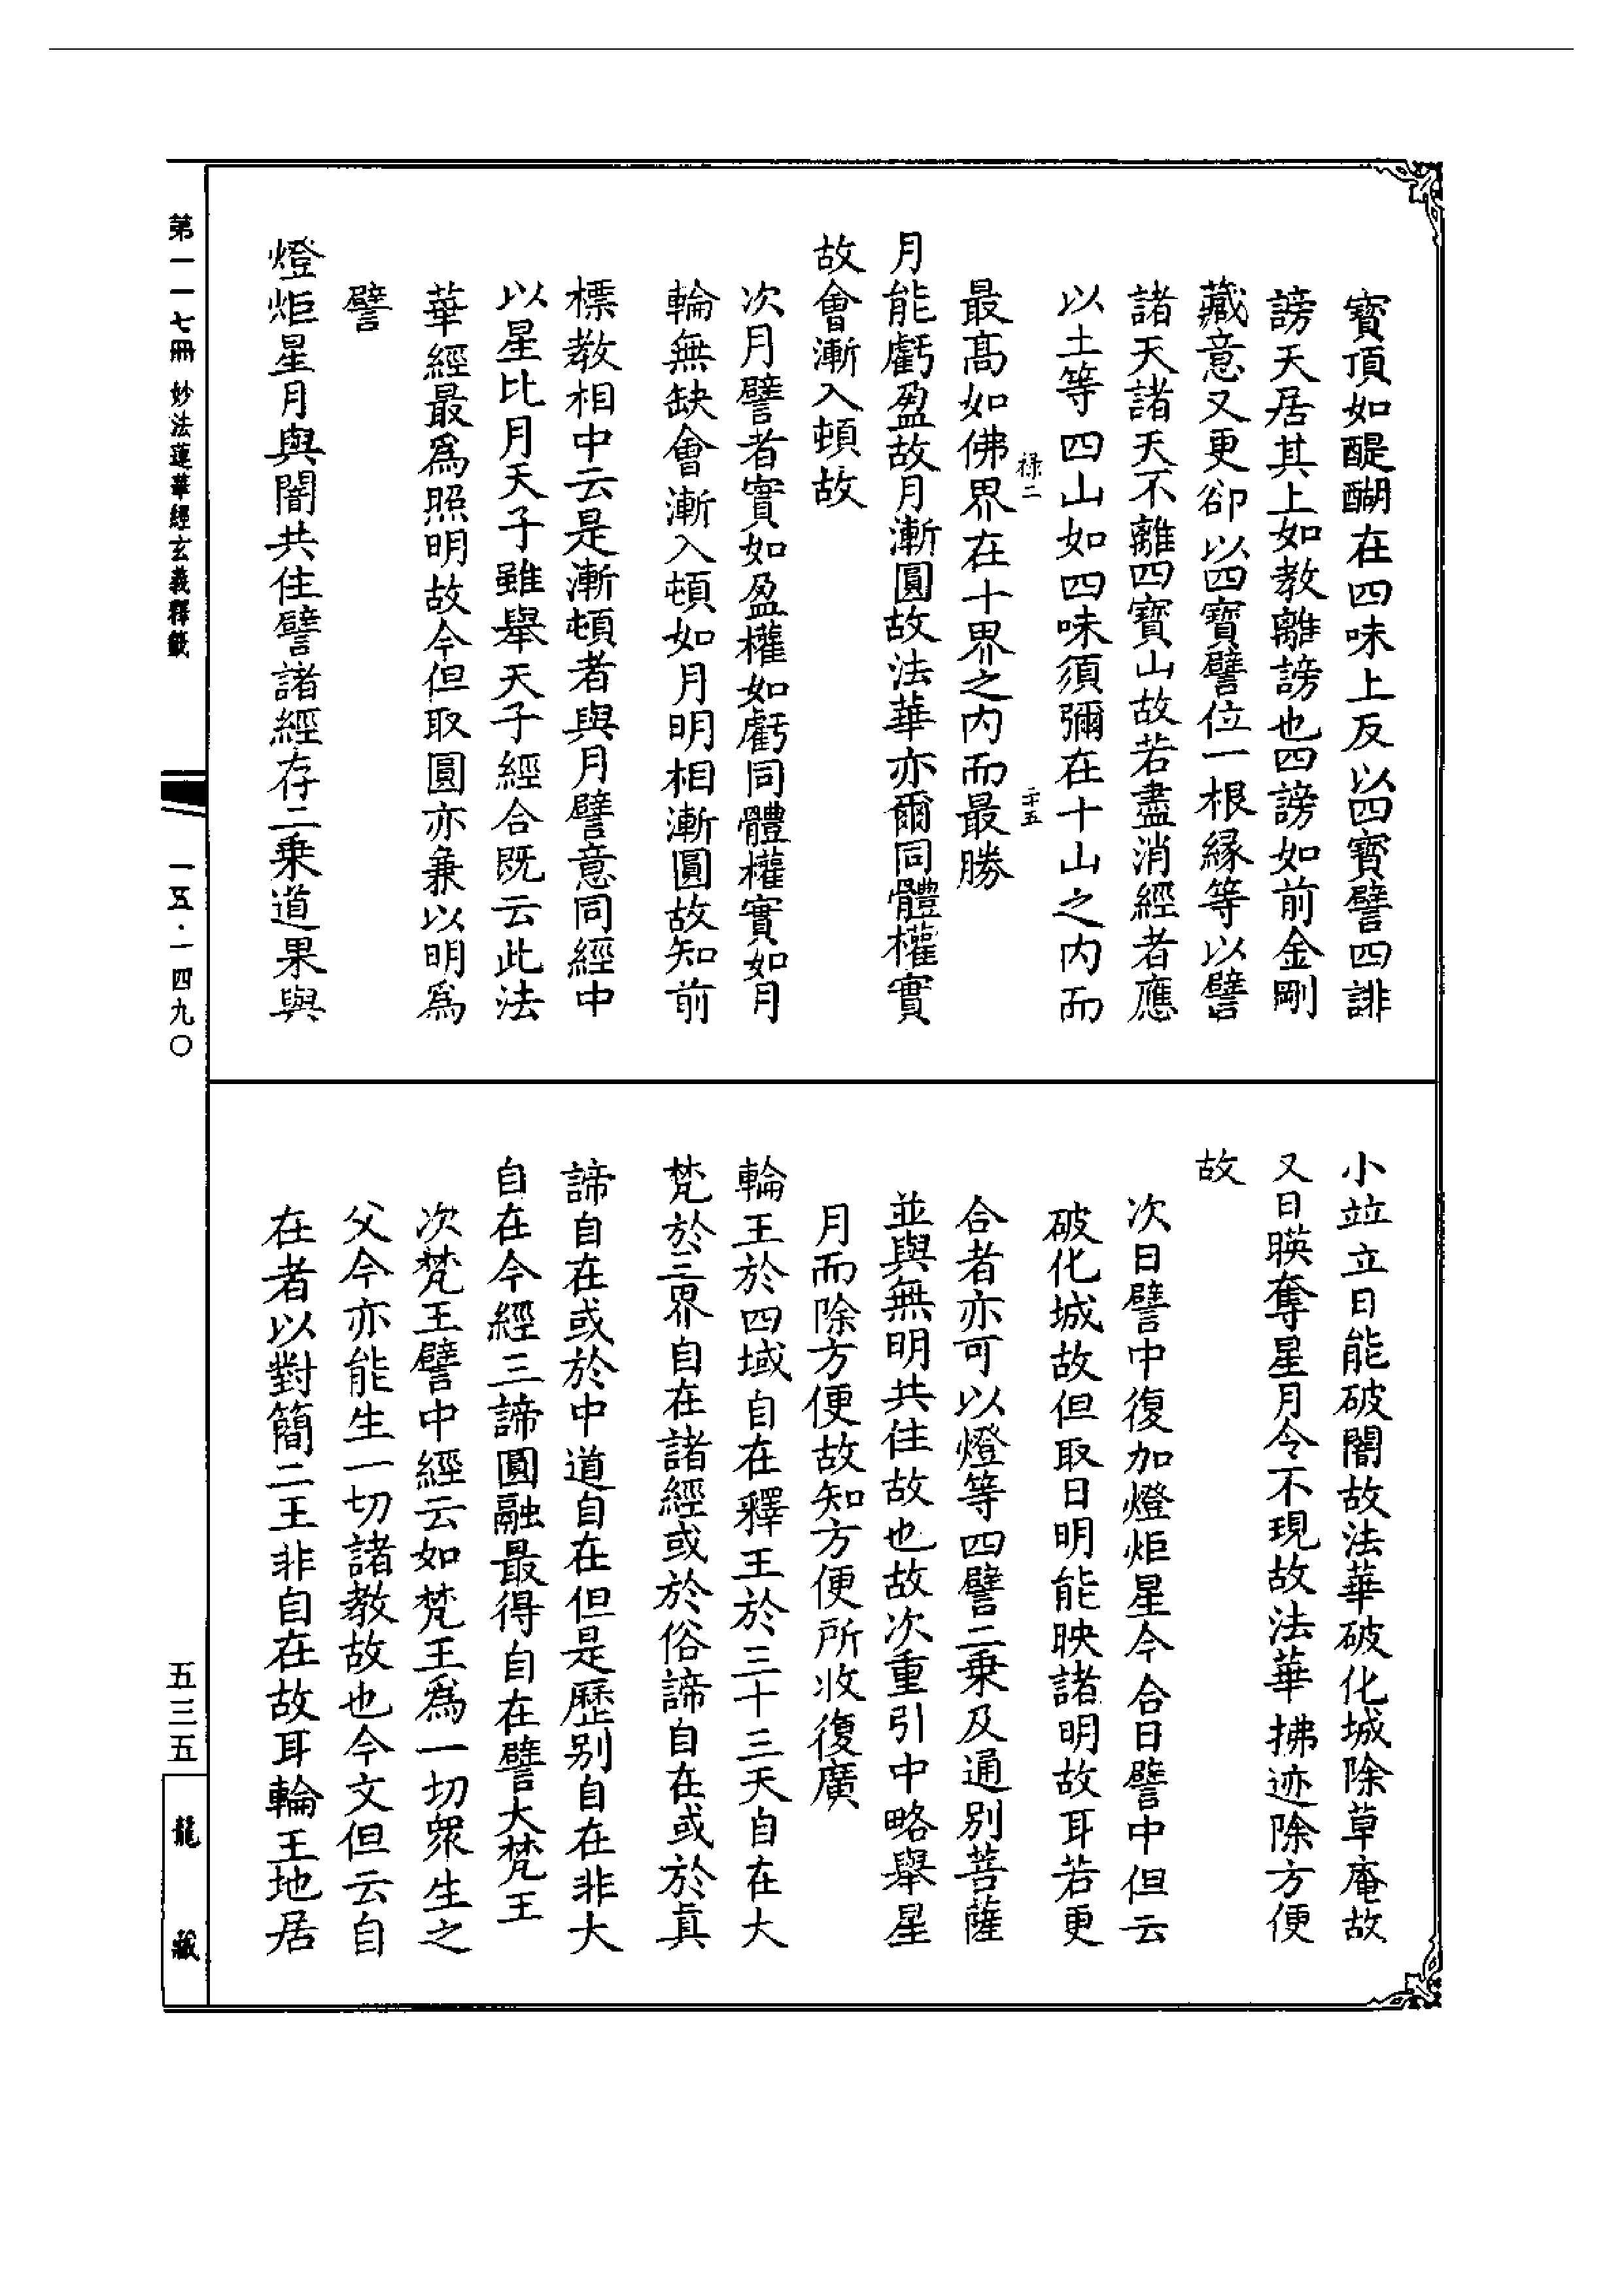 寶頂如醍醐在四味上反以四寶譬四誹
謗天居其上如教離謗也四謗如前金剛
藏意又更卻以四寶譬位一根緣等以譬
諸天諸天不離四寶山故若盡消經者應
以土等四山如四味須彌在十山之內而
祿二
二十五
最高如佛界在十界之內而最勝
月能虧盈故月漸圓故法華亦爾同體權實
故會漸入頓故
次月譬者實如盈權如虧同體權實如月
輪無缺會漸入頓如月明相漸圓故知前
標教相中云是漸頓者與月譬意同經中
以星比月天子雖舉天子經合既云此法
華經最爲照明故今但取圓亦兼以明爲
譬
燈炬星月與闇共住譬諸經存二乘道果與
小竝立日能破闇故法華破化城除草庵故
又日暎奪星月令不現故法華拂迹除方便
故
次日譬中復加燈炬星今合日譬中但云
破化城故但取日明能映諸明故耳若更
合者亦可以燈等四譬二乘及通別菩薩
並與無明共住故也故次重引中略舉星
月而除方便故知方便所收復廣
輪王於四域自在釋王於三十三天自在大
梵於三界自在諸經或於俗諦自在或於眞
諦自在或於中道自在但是歷別自在非大
自在今經三諦圓融最得自在譬大梵王
次梵王譬中經云如梵王爲一切眾生之
父今亦能生一切諸教故也今文但云自
在者以對簡二王非自在故耳輪王地居
第一一七冊 妙法蓮華經玄義釋籤
一五·一四九〇
五三五
龍藏